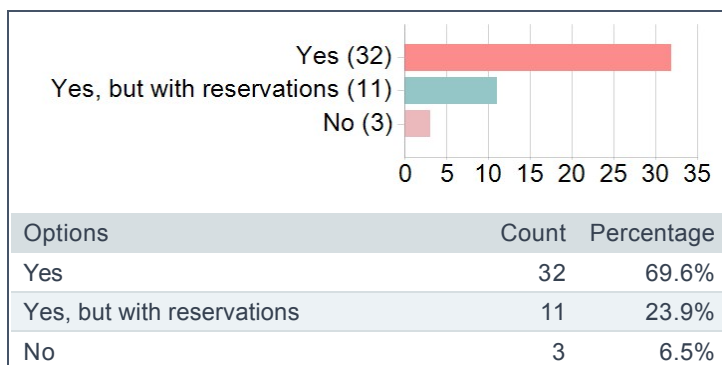 Yes (32)
Yes, but with reservations (11)
No (3)
0 5 10 15 20 25 30 35
Options Count Percentage
Yes 32 69.6%
Yes, but with reservations 11 23.9%
No 3 6.5%